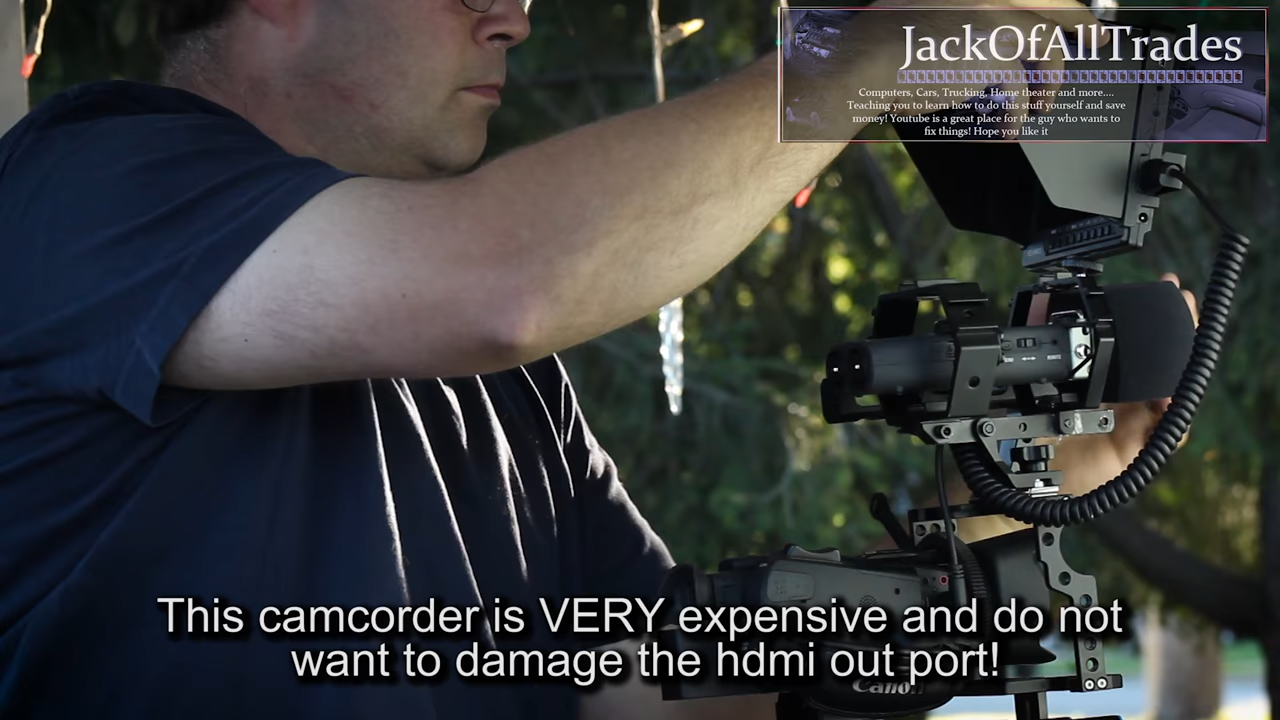 JackOfAllTrades
Computers, Cars, Trucking, Home theater and more....
Teaching you to learn how to do this stuff yourself and save
money! Youtube is a great place for the guy who wants to
fix things! Hope you like it
REMOTE
This camcorder is VERY expensive and do not
want to damage the hdmi out port!
Canon